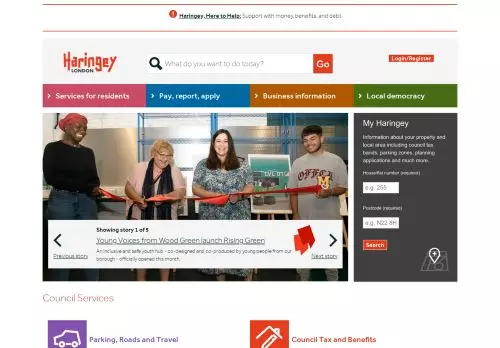 Haringey, Here to Help: Support with money, benefits, and debt.
Haringey
LONDON
What do you want to do today?
Go
Login/Register
Services for residents
Pay, report, apply
Business information
Local democracy
My Haringey
Information about your property and
local area including council tax
bands, parking zones, planning
applications and much more.
House/flat number (required)
e.g. 255
Postcode (required)
e.g. N22 8H
Search
Showing story 1 of 5
Young Voices from Wood Green launch Rising Green
An inclusive and safe youth hub - co-designed and co-produced by young people from our
borough - officially opened this month.
Previous story
Next story
Council Services
Parking, Roads and Travel
Council Tax and Benefits